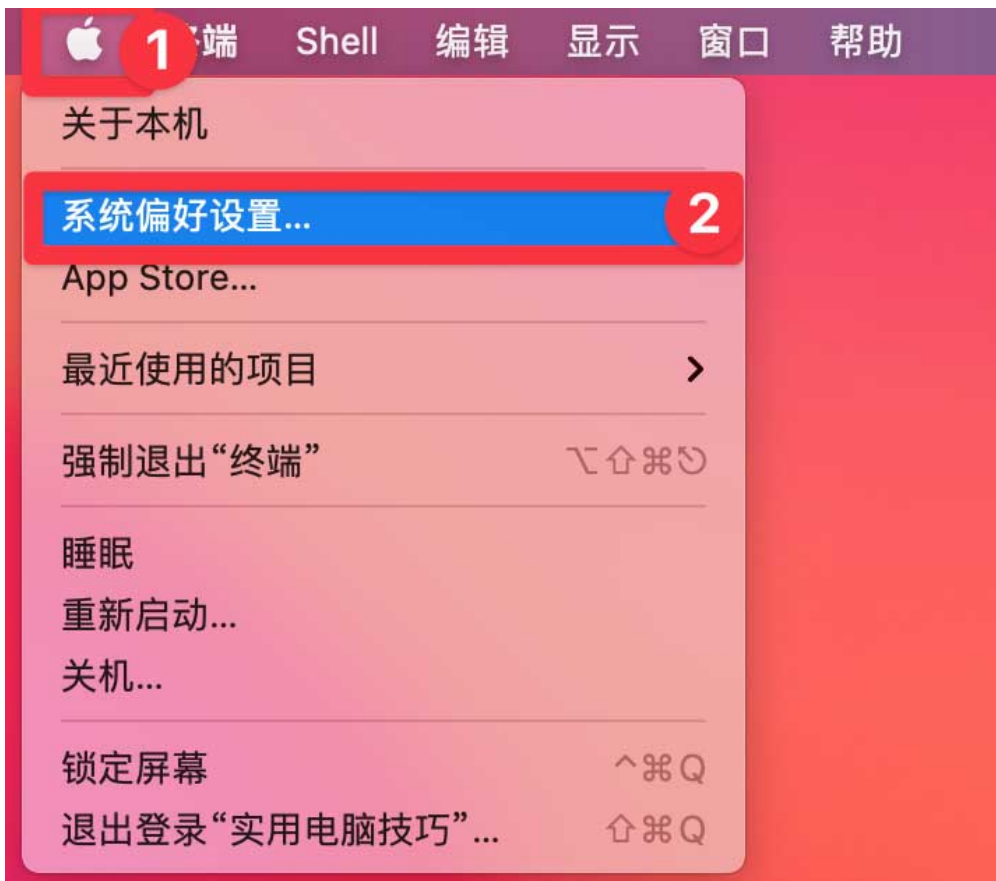 1 端 Shell 编辑 显示 窗口 帮助
关于本机
系统偏好设置... 2
App Store...
最近使用的项目
强制退出“终端” ⌥⇧⌘⎋
睡眠
重新启动...
关机...
锁定屏幕 ^⌘Q
退出登录“实用电脑技巧”... ⇧⌘Q